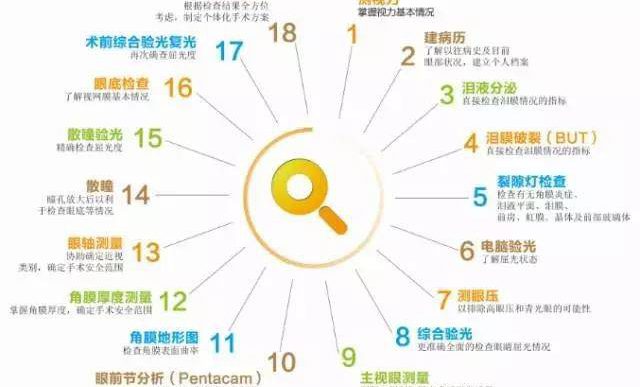 测视力
掌握视力基本情况
1
2
建病历
了解以往病史及目前
眼部状况，建立个人档案
3
泪液分泌
直接检查泪膜情况的指标
4
泪膜破裂（BUT）
直接检查泪膜情况的指标
5
裂隙灯检查
检查有无角膜炎症、
泪液平面、泪膜、
前房、虹膜、晶体及前部玻璃体
6
电脑验光
了解屈光状态
7
测眼压
以排除高眼压和青光眼的可能性
8
综合验光
更准确全面的检查眼睛屈光情况
9
主视眼测量
10
眼前节分析（Pentacam）
11
角膜地形图
检查角膜表面曲率
12
角膜厚度测量
掌握角膜厚度，确定手术安全范围
13
眼轴测量
协助确定近视
类别，确定手术安全范围
14
散瞳
瞳孔放大后以利
于检查眼底等情况
15
散瞳验光
精确检查屈光度
16
眼底检查
了解视网膜基本情况
17
术前综合验光复光
再次确查屈光度
18
根据检查结果全方位
考虑，制定个体化手术方案